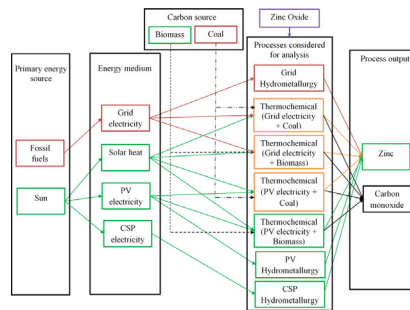 Carbon source
Biomass
Coal
Zinc Oxide
Primary energy
source
Energy medium
Processes considered
for analysis
Process output
Fossil
fuels
Sun
Grid
electricity
Solar heat
PV
electricity
CSP
electricity
Grid
Hydrometallurgy
Thermochemical
(Grid electricity
+ Coal)
Thermochemical
(Grid electricity
+ Biomass)
Thermochemical
(PV electricity +
Coal)
Thermochemical
(PV electricity +
Biomass)
PV
Hydrometallurgy
CSP
Hydrometallurgy
Zinc
Carbon
monoxide